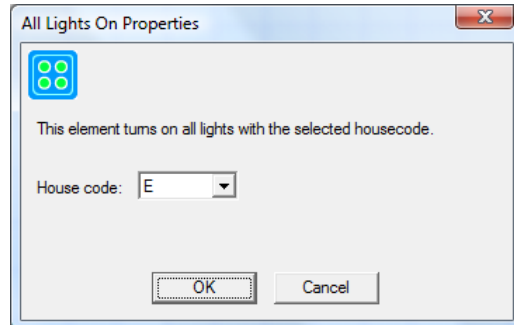 All Lights On Properties
This element turns on all lights with the selected housecode.
House code: E
OK Cancel